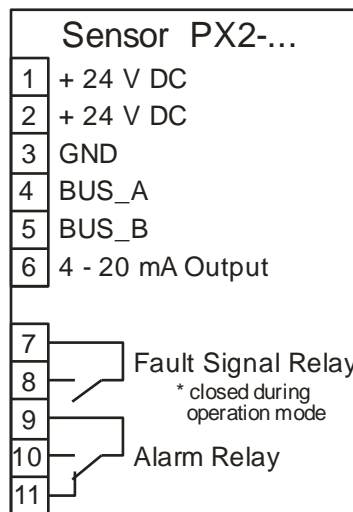 Sensor PX2-...
1 + 24 V DC
2 + 24 V DC
3 GND
4 BUS_A
5 BUS_B
6 4 - 20 mA Output
7
Fault Signal Relay
8
* closed during
operation mode
9
10 Alarm Relay
11